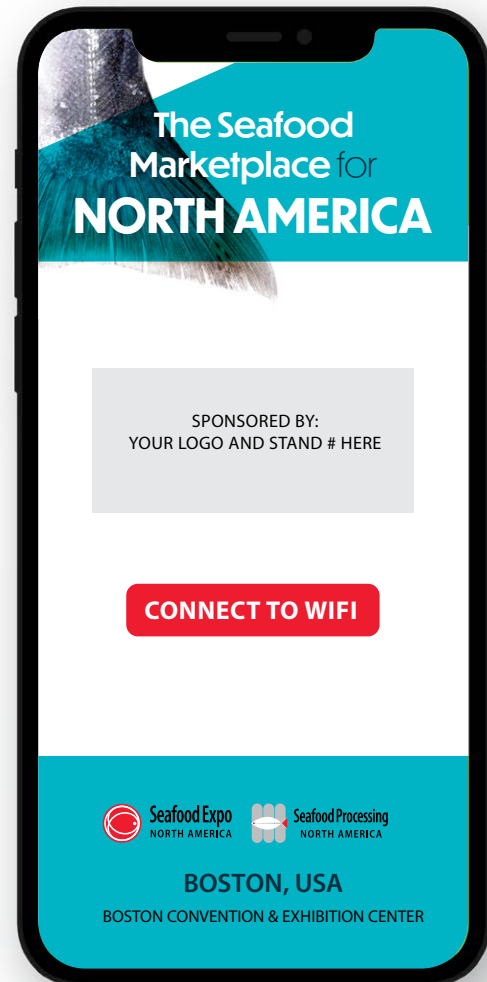 The Seafood
Marketplace for
NORTH AMERICA
SPONSORED BY:
YOUR LOGO AND STAND # HERE
CONNECT TO WIFI
Seafood Expo
NORTH AMERICA
Seafood Processing
NORTH AMERICA
BOSTON, USA
BOSTON CONVENTION & EXHIBITION CENTER